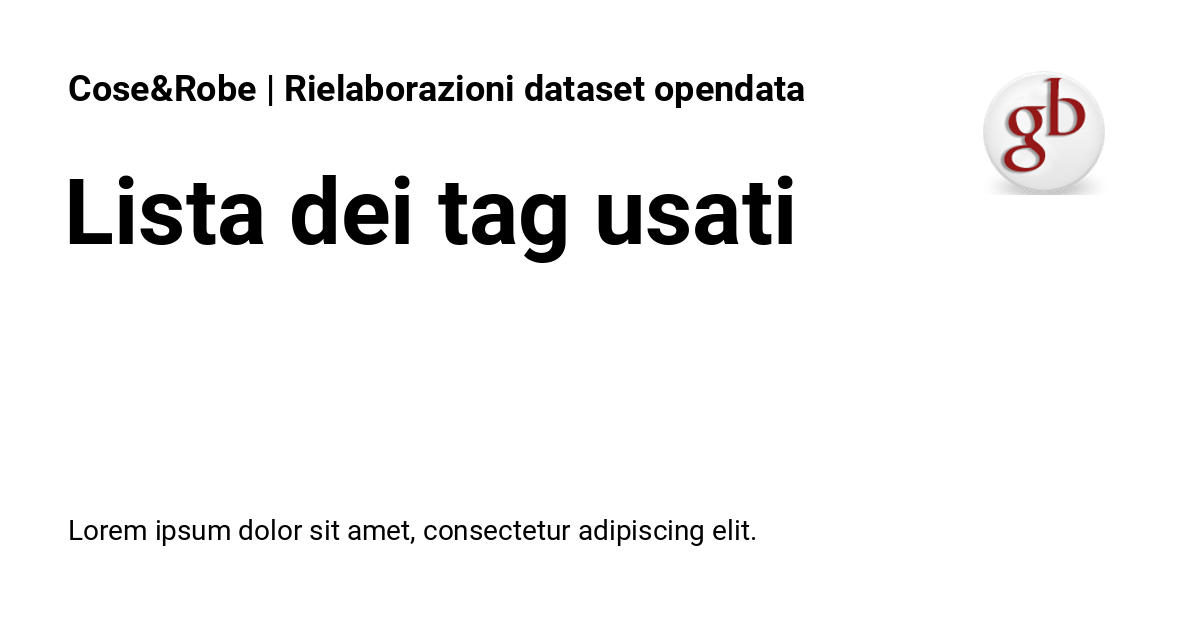 Cose&Robe | Rielaborazioni dataset opendata
gb
Lista dei tag usati
Lorem ipsum dolor sit amet, consectetur adipiscing elit.